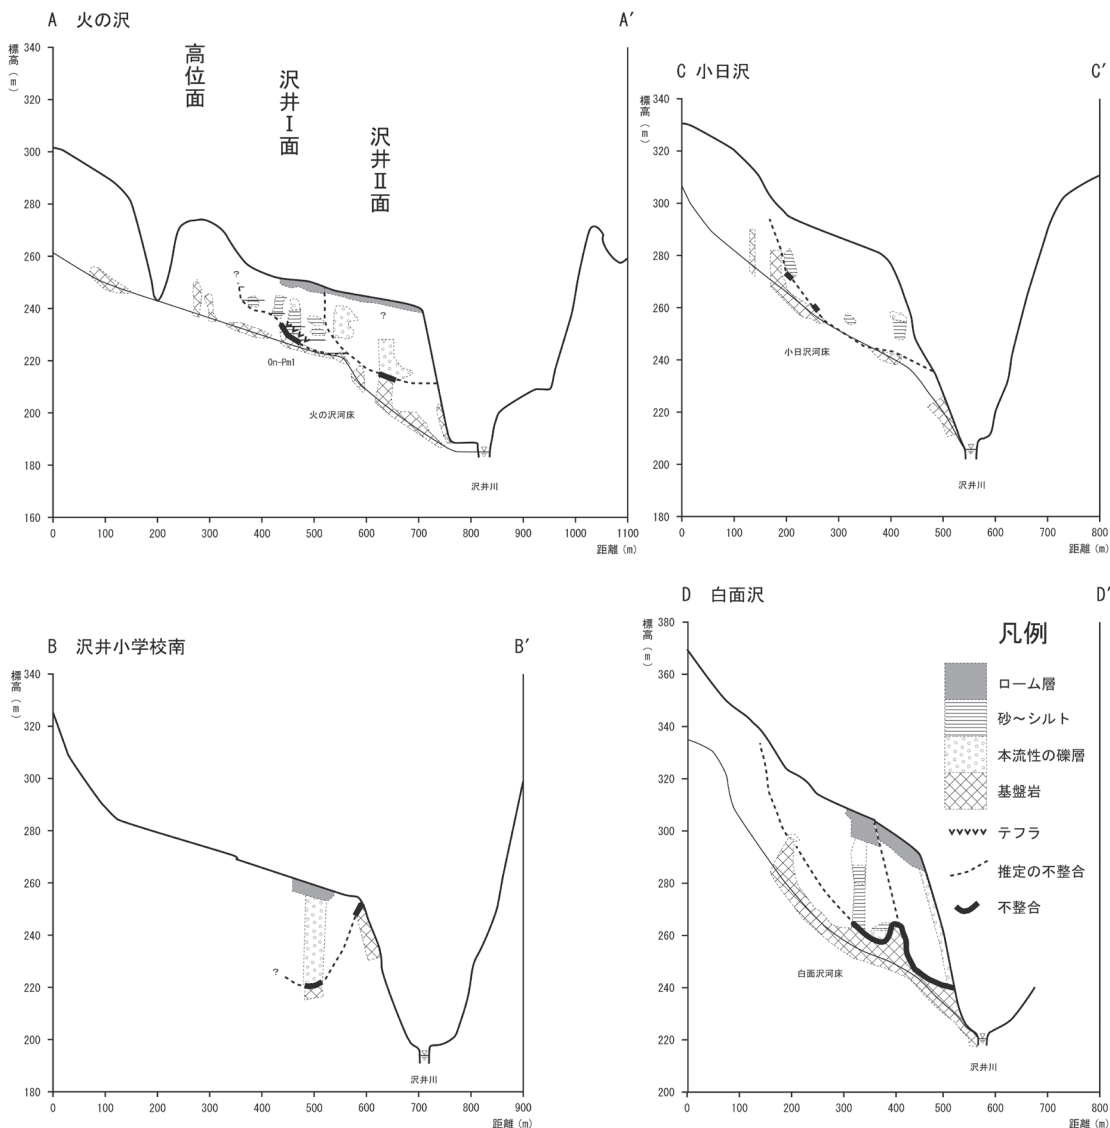 A 火の沢
A′
標高（m）
340
320
300
280
260
240
220
200
180
160
高位面
沢井Ⅰ面
沢井Ⅱ面
?
?
On-Pm1
火の沢河床
沢井川
0 100 200 300 400 500 600 700 800 900 1000 1100
距離（m）
C 小日沢
C′
標高（m）
340
320
300
280
260
240
220
200
180
小日沢河床
沢井川
0 100 200 300 400 500 600 700 800
距離（m）
B 沢井小学校南
B′
標高（m）
340
320
300
280
260
240
220
200
180
?
沢井川
0 100 200 300 400 500 600 700 800 900
距離（m）
D 白面沢
D′
標高（m）
380
360
340
320
300
280
260
240
220
200
白面沢河床
沢井川
0 100 200 300 400 500 600 700 800
距離（m）
凡例
ローム層
砂～シルト
本流性の礫層
基盤岩
テフラ
推定の不整合
不整合